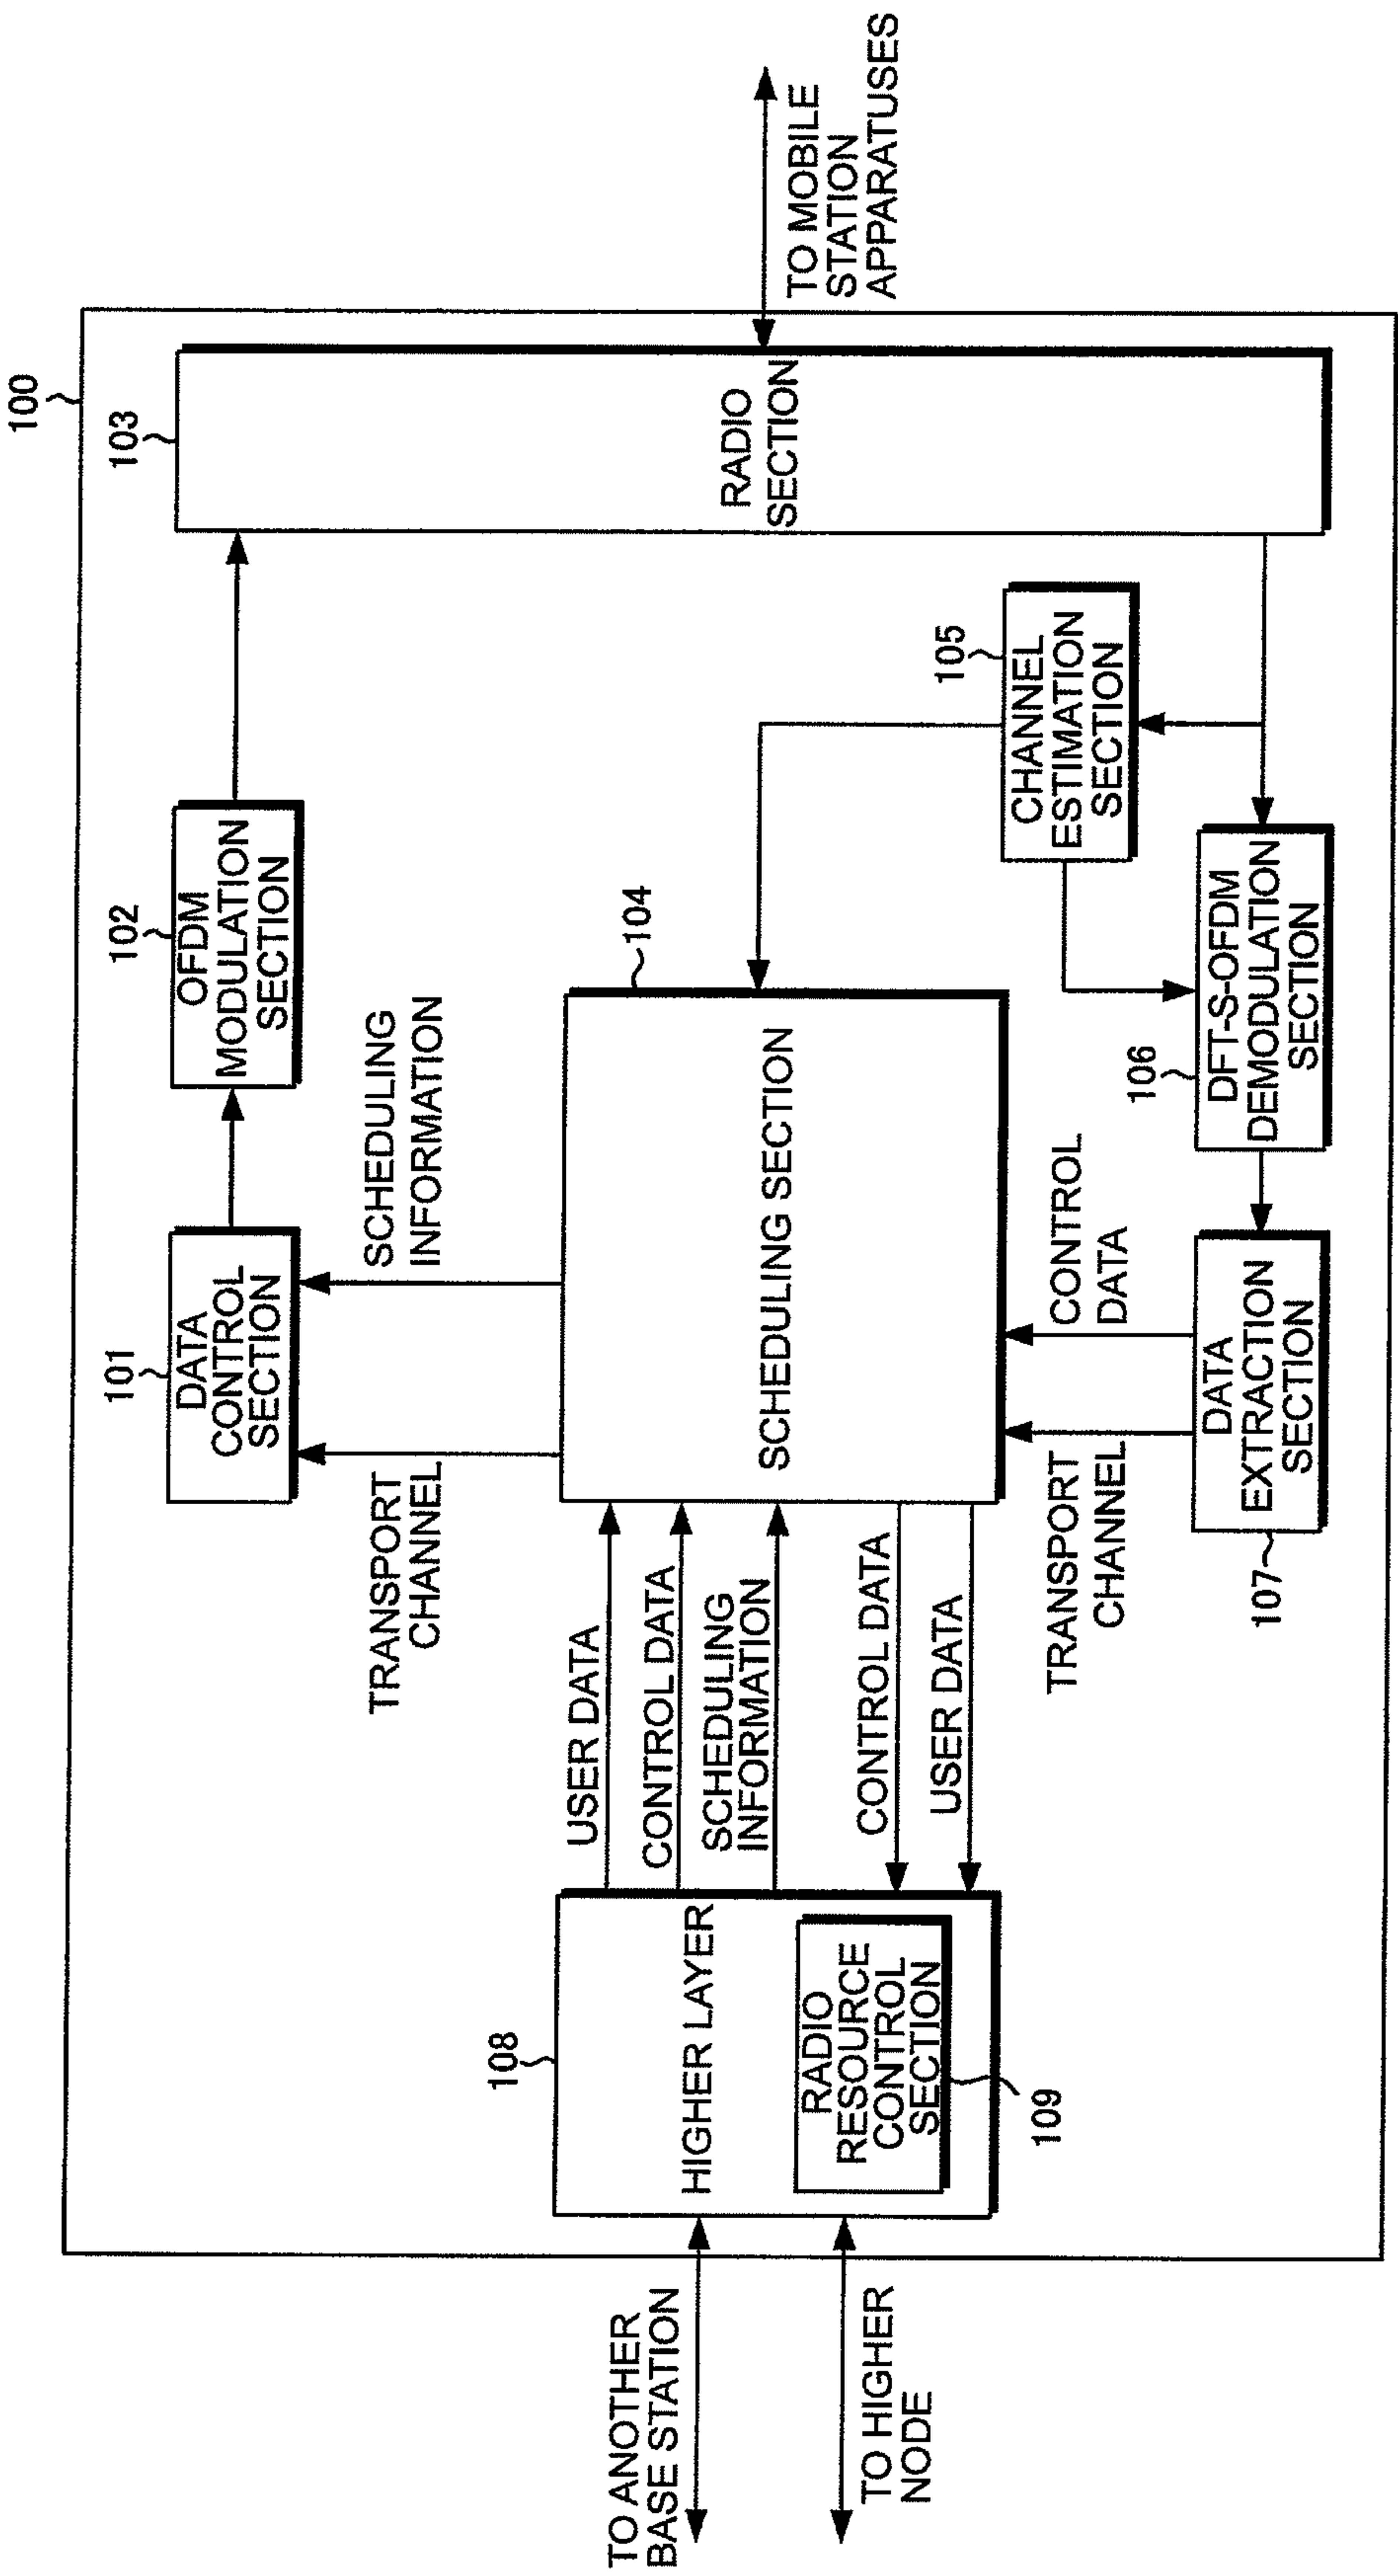 100
103
RADIO
SECTION
TO MOBILE
STATION
APPARATUSES
102
OFDM
MODULATION
SECTION
101
DATA
CONTROL
SECTION
SCHEDULING
INFORMATION
TRANSPORT
CHANNEL
104
SCHEDULING SECTION
105
CHANNEL
ESTIMATION
SECTION
106
DFT-S-OFDM
DEMODULATION
SECTION
CONTROL
DATA
TRANSPORT
CHANNEL
107
DATA
EXTRACTION
SECTION
USER DATA
CONTROL DATA
SCHEDULING
INFORMATION
CONTROL DATA
USER DATA
108
HIGHER LAYER
RADIO
RESOURCE
CONTROL
SECTION
109
TO ANOTHER
BASE STATION
TO HIGHER
NODE